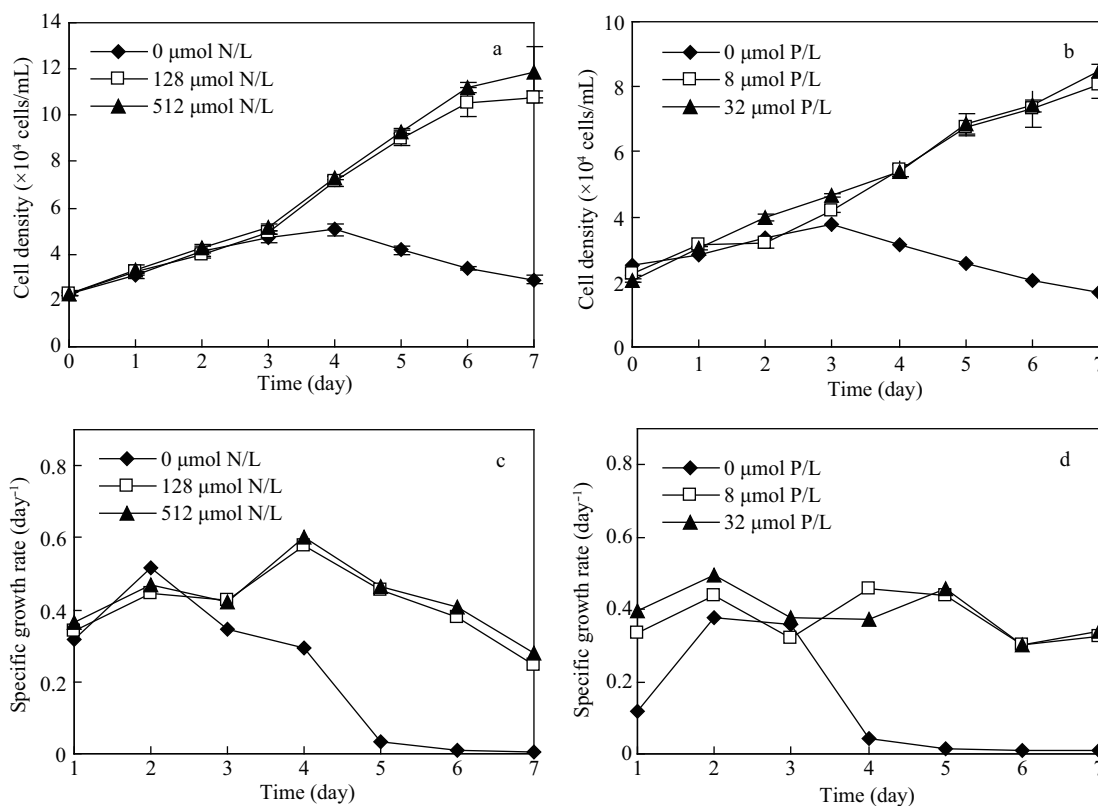 a
0 μmol N/L
128 μmol N/L
512 μmol N/L
Cell density (×10⁴ cells/mL)
14
12
10
8
6
4
2
0
0 1 2 3 4 5 6 7
Time (day)
b
0 μmol P/L
8 μmol P/L
32 μmol P/L
Cell density (×10⁴ cells/mL)
10
8
6
4
2
0
0 1 2 3 4 5 6 7
Time (day)
c
0 μmol N/L
128 μmol N/L
512 μmol N/L
Specific growth rate (day⁻¹)
0.8
0.6
0.4
0.2
0
1 2 3 4 5 6 7
Time (day)
d
0 μmol P/L
8 μmol P/L
32 μmol P/L
Specific growth rate (day⁻¹)
0.8
0.6
0.4
0.2
0
1 2 3 4 5 6 7
Time (day)